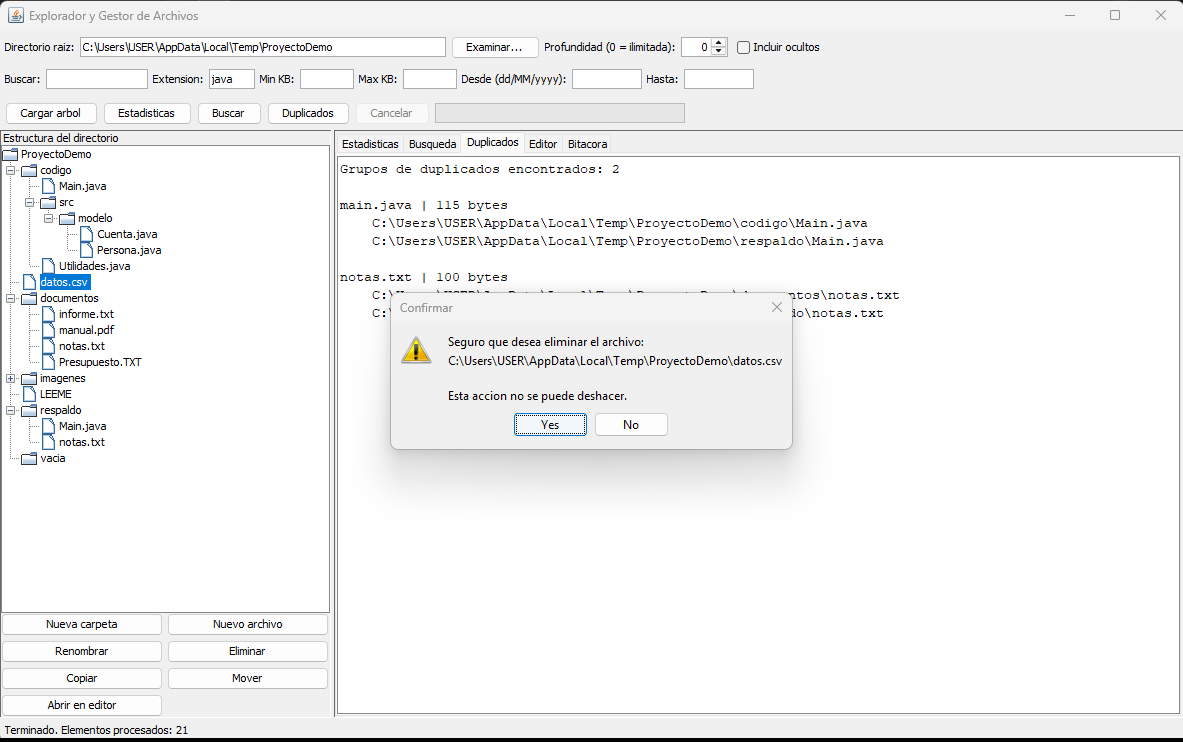 Explorador y Gestor de Archivos
Directorio raiz: C:\Users\USER\AppData\Local\Temp\ProyectoDemo Examinar... Profundidad (0 = ilimitada): 0 Incluir ocultos
Buscar: Extension: java Min KB: Max KB: Desde (dd/MM/yyyy): Hasta:
Cargar arbol Estadisticas Buscar Duplicados Cancelar
Estructura del directorio
ProyectoDemo
codigo
Main.java
src
modelo
Cuenta.java
Persona.java
Utilidades.java
datos.csv
documentos
informe.txt
manual.pdf
notas.txt
Presupuesto.TXT
imagenes
LEEME
respaldo
Main.java
notas.txt
vacia
Nueva carpeta Nuevo archivo
Renombrar Eliminar
Copiar Mover
Abrir en editor
Estadisticas Busqueda Duplicados Editor Bitacora
Grupos de duplicados encontrados: 2
main.java | 115 bytes
C:\Users\USER\AppData\Local\Temp\ProyectoDemo\codigo\Main.java
C:\Users\USER\AppData\Local\Temp\ProyectoDemo\respaldo\Main.java
notas.txt | 100 bytes
\notas.txt
\notas.txt
Confirmar
Seguro que desea eliminar el archivo:
C:\Users\USER\AppData\Local\Temp\ProyectoDemo\datos.csv
Esta accion no se puede deshacer.
Yes No
Terminado. Elementos procesados: 21